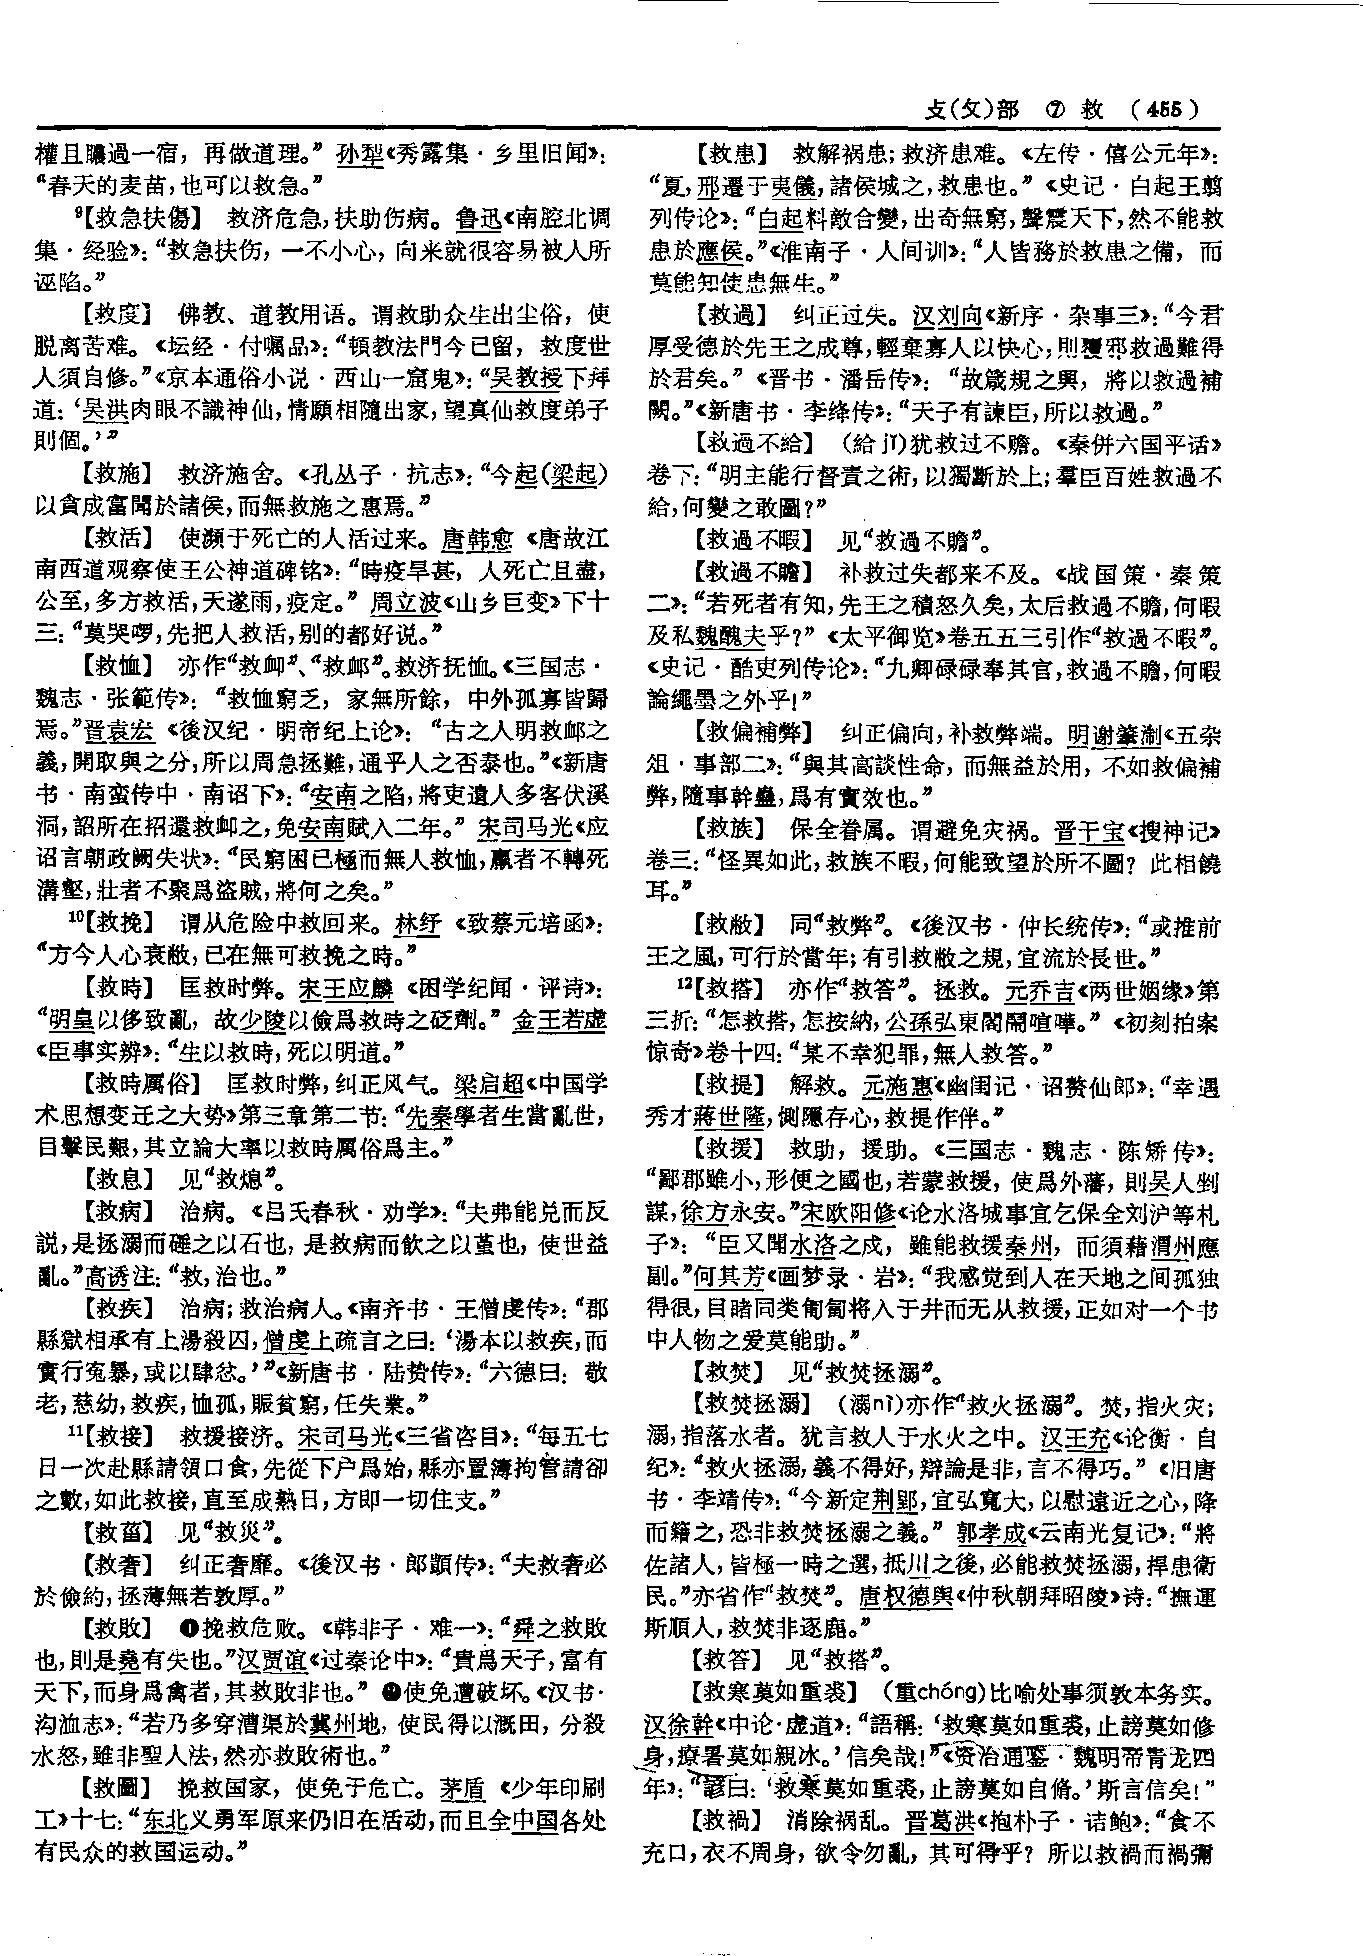 攴(攵)部 ⑦ 救 (455)
權且聽過一宿，再做道理。” 孙犁《秀露集·乡里旧闻》：
“春天的麦苗，也可以救急。”
⁹【救急扶傷】 救济危急，扶助伤病。鲁迅《南腔北调
集·经验》：“救急扶伤，一不小心，向来就很容易被人所
诬陷。”
【救度】 佛教、道教用语。谓救助众生出尘俗，使
脱离苦难。《坛经·付嘱品》：“頓教法門今已留，救度世
人須自修。”《京本通俗小说·西山一窟鬼》：“吴教授下拜
道：‘吴洪肉眼不識神仙，情願相隨出家，望真仙救度弟子
則個。’”
【救施】 救济施舍。《孔丛子·抗志》：“今起(梁起)
以貪成富聞於諸侯，而無救施之惠焉。”
【救活】 使濒于死亡的人活过来。唐韩愈《唐故江
南西道观察使王公神道碑铭》：“時疫旱甚，人死亡且盡，
公至，多方救活，天遂雨，疫定。” 周立波《山乡巨变》下十
三：“莫哭啰，先把人救活，别的都好说。”
【救恤】 亦作“救卹”、“救䘏”。救济抚恤。《三国志·
魏志·张範传》：“救恤窮乏，家無所餘，中外孤寡皆歸
焉。”晋袁宏《後汉纪·明帝纪上论》：“古之人明救䘏之
義，開取與之分，所以周急拯難，通乎人之否泰也。”《新唐
书·南蛮传中·南诏下》：“安南之陷，將吏遺人多客伏溪
洞，詔所在招還救卹之，免安南賦入二年。” 宋司马光《应
诏言朝政阙失状》：“民窮困已極而無人救恤，羸者不轉死
溝壑，壯者不聚爲盜賊，將何之矣。”
¹⁰【救挽】 谓从危险中救回来。林纾《致蔡元培函》：
“方今人心衰敝，已在無可救挽之時。”
【救時】 匡救时弊。宋王应麟《困学纪闻·评诗》：
“明皇以侈致亂，故少陵以儉爲救時之砭劑。” 金王若虚
《臣事实辨》：“生以救時，死以明道。”
【救時厲俗】 匡救时弊，纠正风气。梁启超《中国学
术思想变迁之大势》第三章第二节：“先秦學者生當亂世，
目擊民艱，其立論大率以救時厲俗爲主。”
【救息】 见“救熄”。
【救病】 治病。《吕氏春秋·劝学》：“夫弗能兑而反
説，是拯溺而硾之以石也，是救病而飲之以堇也，使世益
亂。”高诱注：“救，治也。”
【救疾】 治病；救治病人。《南齐书·王僧虔传》：“郡
縣獄相承有上湯殺囚，僧虔上疏言之曰：‘湯本以救疾，而
實行寃暴，或以肆忿。’”《新唐书·陆贽传》：“六德曰：敬
老，慈幼，救疾，恤孤，賑貧窮，任失業。”
¹¹【救接】 救援接济。宋司马光《三省咨目》：“每五七
日一次赴縣請領口食，先從下户爲始，縣亦置簿拘管請卻
之數，如此救接，直至成熟日，方即一切住支。”
【救菑】 见“救災”。
【救奢】 纠正奢靡。《後汉书·郎顗传》：“夫救奢必
於儉約，拯薄無若敦厚。”
【救敗】 ❶挽救危败。《韩非子·难一》：“舜之救敗
也，則是堯有失也。”汉贾谊《过秦论中》：“貴爲天子，富有
天下，而身爲禽者，其救敗非也。” ❷使免遭破坏。《汉书·
沟洫志》：“若乃多穿漕渠於冀州地，使民得以溉田，分殺
水怒，雖非聖人法，然亦救敗術也。”
【救國】 挽救国家，使免于危亡。茅盾《少年印刷
工》十七：“东北义勇军原来仍旧在活动，而且全中国各处
有民众的救国运动。”
【救患】 救解祸患；救济患难。《左传·僖公元年》：
“夏，邢遷于夷儀，諸侯城之，救患也。”《史记·白起王翦
列传论》：“白起料敵合變，出奇無窮，聲震天下，然不能救
患於應侯。”《淮南子·人间训》：“人皆務於救患之備，而
莫能知使患無生。”
【救過】 纠正过失。汉刘向《新序·杂事三》：“今君
厚受德於先王之成尊，輕棄寡人以快心，則覆邪救過難得
於君矣。”《晋书·潘岳传》：“故箴規之興，將以救過補
闕。”《新唐书·李绛传》：“天子有諫臣，所以救過。”
【救過不給】 (給jǐ)犹救过不赡。《秦併六国平话》
卷下：“明主能行督責之術，以獨斷於上；羣臣百姓救過不
給，何變之敢圖？”
【救過不暇】 见“救過不贍”。
【救過不贍】 补救过失都来不及。《战国策·秦策
二》：“若死者有知，先王之積怒久矣，太后救過不贍，何暇
及私魏醜夫乎？”《太平御览》卷五五三引作“救過不暇”。
《史记·酷吏列传论》：“九卿碌碌奉其官，救過不贍，何暇
論繩墨之外乎！”
【救偏補弊】 纠正偏向，补救弊端。明谢肇淛《五杂
俎·事部二》：“與其高談性命，而無益於用，不如救偏補
弊，隨事幹蠱，爲有實效也。”
【救族】 保全眷属。谓避免灾祸。晋干宝《搜神记》
卷三：“怪異如此，救族不暇，何能致望於所不圖？此相饒
耳。”
【救敝】 同“救弊”。《後汉书·仲长统传》：“或推前
王之風，可行於當年；有引救敝之規，宜流於長世。”
¹²【救搭】 亦作“救答”。拯救。元乔吉《两世姻缘》第
三折：“怎救搭，怎按納，公孫弘東閣鬧喧嘩。”《初刻拍案
惊奇》卷十四：“某不幸犯罪，無人救答。”
【救提】 解救。元施惠《幽闺记·诏赘仙郎》：“幸遇
秀才蔣世隆，惻隱存心，救提作伴。”
【救援】 救助，援助。《三国志·魏志·陈矫传》：
“鄙郡雖小，形便之國也，若蒙救援，使爲外藩，則吴人剉
謀，徐方永安。”宋欧阳修《论水洛城事宜乞保全刘沪等札
子》：“臣又聞水洛之戍，雖能救援秦州，而須藉渭州應
副。”何其芳《画梦录·岩》：“我感觉到人在天地之间孤独
得很，目睹同类匍匐将入于井而无从救援，正如对一个书
中人物之爱莫能助。”
【救焚】 见“救焚拯溺”。
【救焚拯溺】 (溺nì)亦作“救火拯溺”。焚，指火灾；
溺，指落水者。犹言救人于水火之中。汉王充《论衡·自
纪》：“救火拯溺，義不得好，辯論是非，言不得巧。”《旧唐
书·李靖传》：“今新定荆郢，宜弘寬大，以慰遠近之心，降
而籍之，恐非救焚拯溺之義。” 郭孝成《云南光复记》：“將
佐諸人，皆極一時之選，抵川之後，必能救焚拯溺，捍患衛
民。”亦省作“救焚”。唐权德舆《仲秋朝拜昭陵》诗：“撫運
斯順人，救焚非逐鹿。”
【救答】 见“救搭”。
【救寒莫如重裘】 (重chóng)比喻处事须敦本务实。
汉徐幹《中论·虚道》：“語稱：‘救寒莫如重裘，止謗莫如修
身，療暑莫如親冰。’信矣哉！”《资治通鉴·魏明帝青龙四
年》：“諺曰：‘救寒莫如重裘，止謗莫如自脩。’斯言信矣！”
【救禍】 消除祸乱。晋葛洪《抱朴子·诘鲍》：“食不
充口，衣不周身，欲令勿亂，其可得乎？所以救禍而禍彌